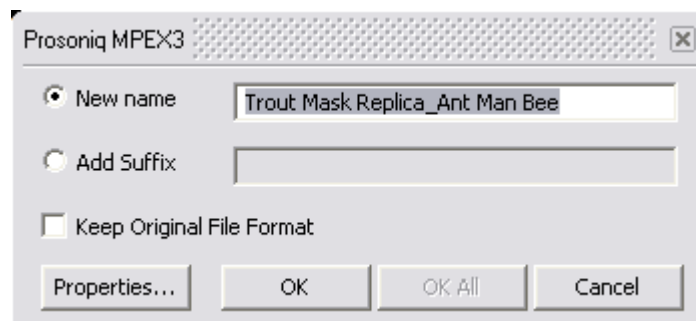 Prosoniq MPEX3
New name
Trout Mask Replica_Ant Man Bee
Add Suffix
Keep Original File Format
Properties...
OK
OK All
Cancel